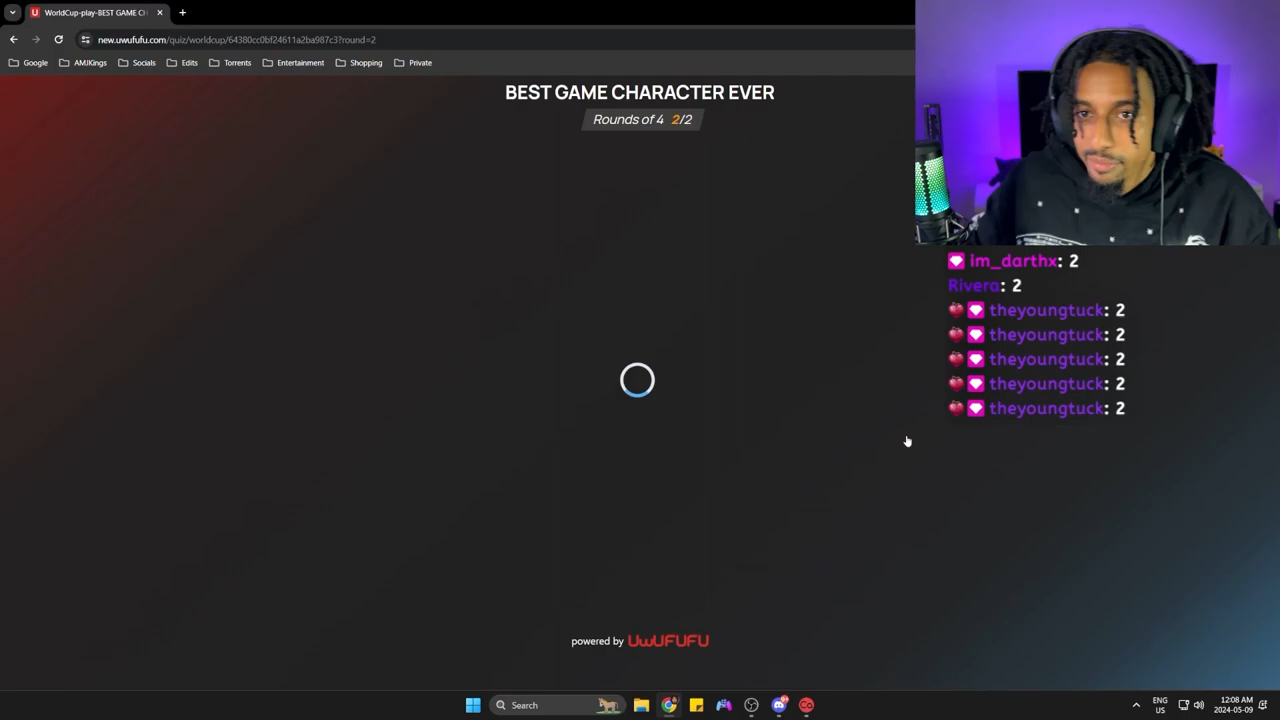 WorldCup-play-BEST GAME CH
new.uwufufu.com/quiz/worldcup/64380cc0bf24611a2ba987c3?round=2
Google
AMJKings
Socials
Edits
Torrents
Entertainment
Shopping
Private
BEST GAME CHARACTER EVER
Rounds of 4 2/2
im_darthx: 2
Rivera: 2
theyoungtuck: 2
theyoungtuck: 2
theyoungtuck: 2
theyoungtuck: 2
theyoungtuck: 2
powered by UwUFUFU
Search
ENG
US
12:08 AM
2024-05-09